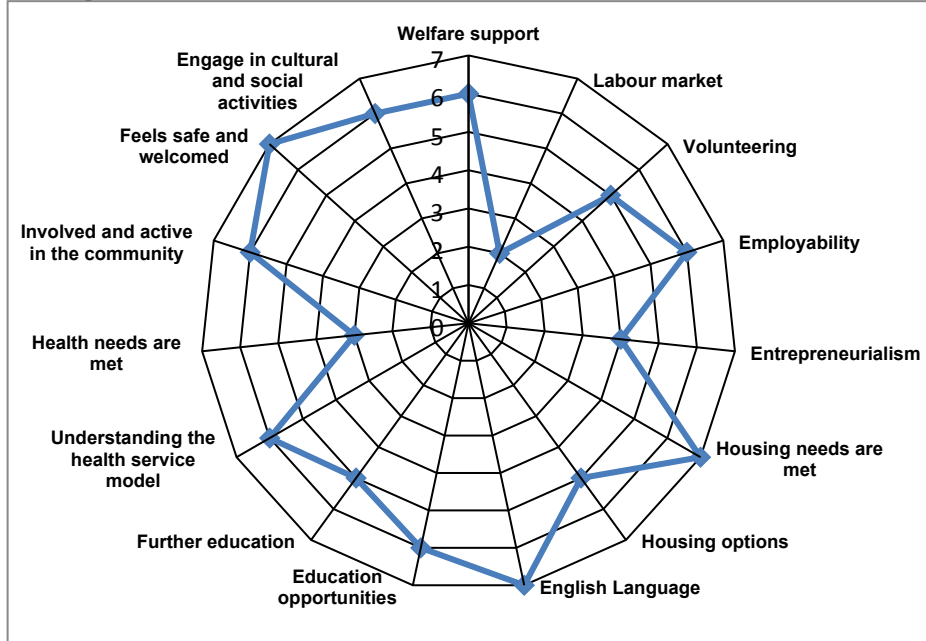 Welfare support
Labour market
Volunteering
Employability
Entrepreneurialism
Housing needs are
met
Housing options
English Language
Education
opportunities
Further education
Understanding the
health service
model
Health needs are
met
Involved and active
in the community
Feels safe and
welcomed
Engage in cultural
and social
activities
7
6
5
4
3
2
1
0